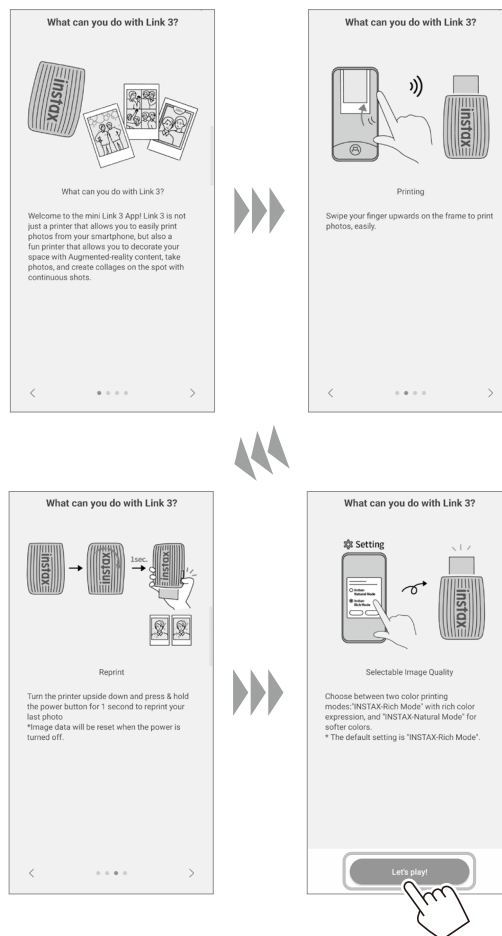 What can you do with Link 3?
instax
What can you do with Link 3?
Welcome to the mini Link 3 App! Link 3 is not
just a printer that allows you to easily print
photos from your smartphone, but also a
fun printer that allows you to decorate your
space with Augmented-reality content, take
photos, and create collages on the spot with
continuous shots.
What can you do with Link 3?
instax
Printing
Swipe your finger upwards on the frame to print
photos, easily.
What can you do with Link 3?
instax
instax
1sec.
instax
Reprint
Turn the printer upside down and press & hold
the power button for 1 second to reprint your
last photo
*Image data will be reset when the power is
turned off.
What can you do with Link 3?
Setting
instax
Natural Mode
instax
Rich Mode
instax
Selectable Image Quality
Choose between two color printing
modes:"INSTAX-Rich Mode" with rich color
expression, and "INSTAX-Natural Mode" for
softer colors.
* The default setting is "INSTAX-Rich Mode".
Let's play!